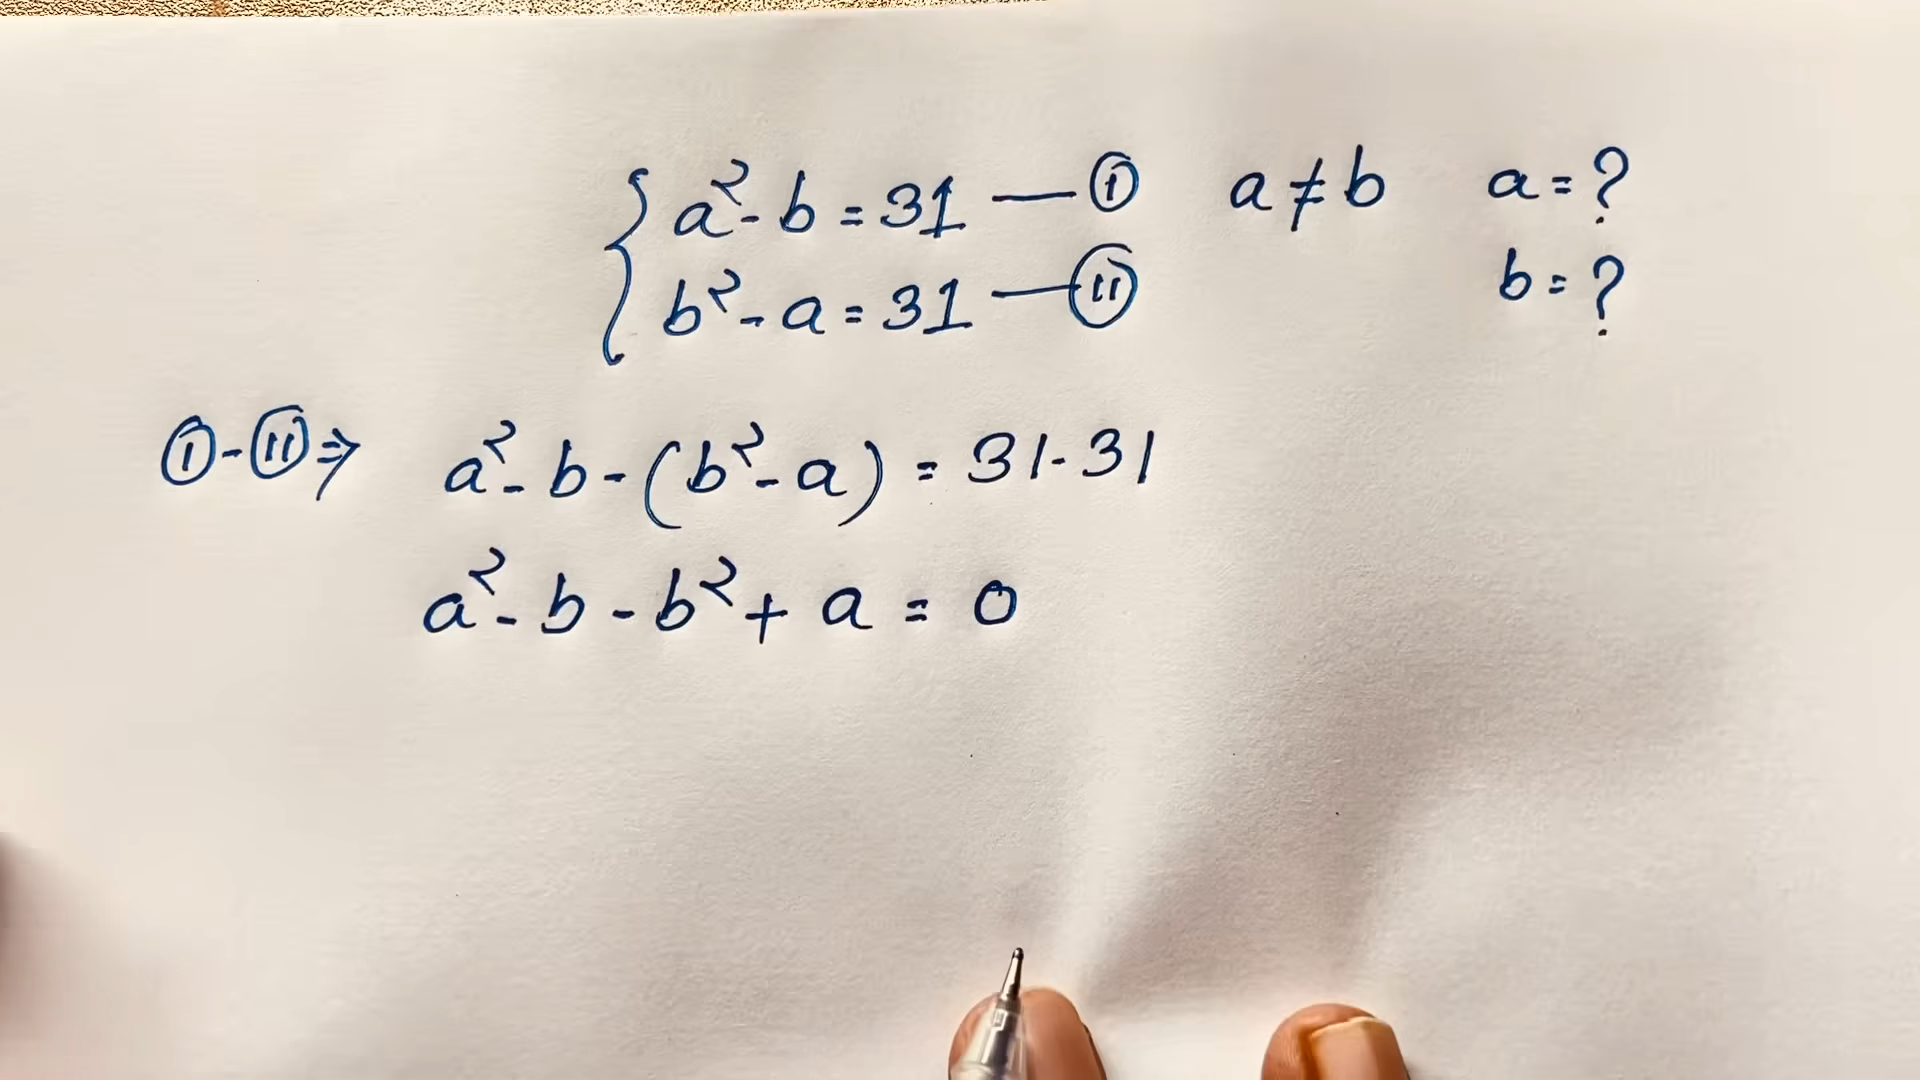 a² - b = 31 — Ⓘ   a ≠ b   a = ?
b² - a = 31 — ⓘⓘ   b = ?
Ⓘ - ⓘⓘ ⇒ a² - b - (b² - a) = 31 - 31
a² - b - b² + a = 0